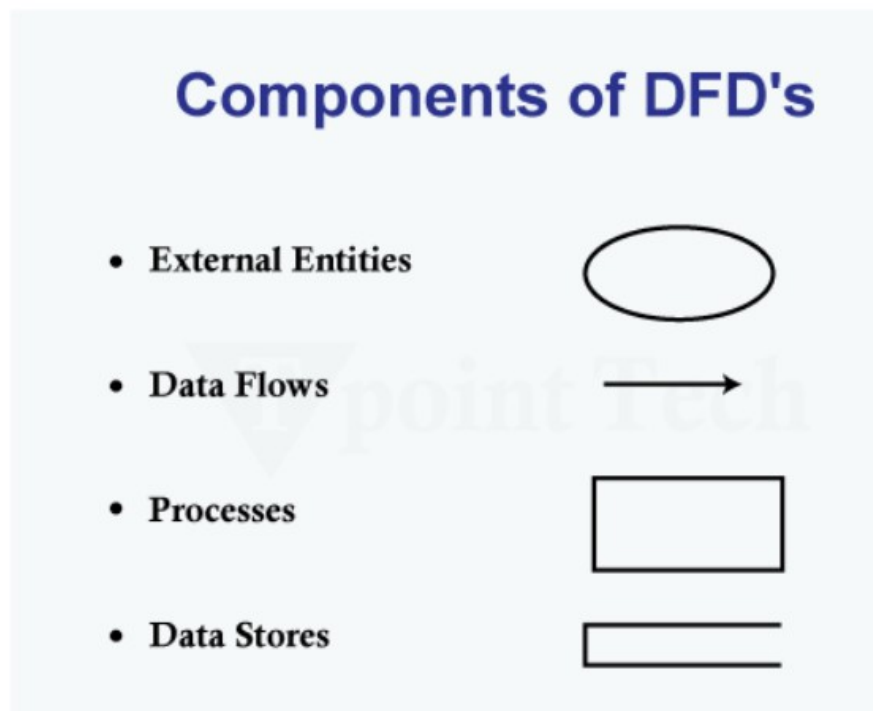 Components of DFD's
• External Entities
• Data Flows
T point Tech
• Processes
• Data Stores